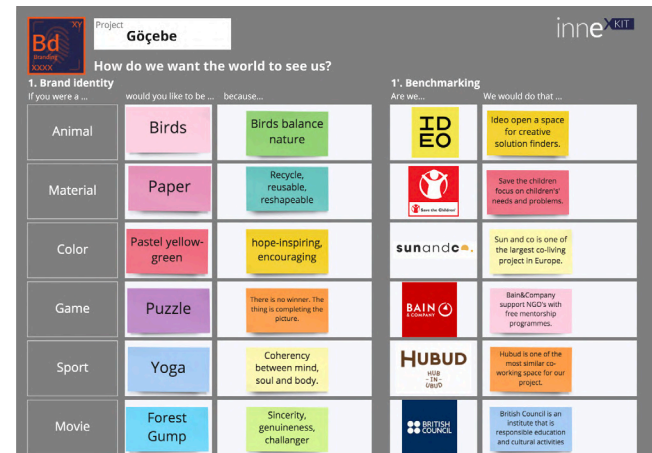 XY
Bd
Branding
XXXX
Project
Göçebe
inneXKIT
How do we want the world to see us?
1. Brand identity
If you were a ...
would you like to be ...
because...
1'. Benchmarking
Are we...
We would do that ...
Animal
Birds
Birds balance
nature
ID
EO
Ideo open a space
for creative
solution finders.
Material
Paper
Recycle,
reusable,
reshapeable
Save the Children
Save the children
focus on children's'
needs and problems.
Color
Pastel yellow-
green
hope-inspiring,
encouraging
sunandco.
Sun and co is one of
the largest co-living
project in Europe.
Game
Puzzle
There is no winner. The
thing is completing the
picture.
BAIN
& COMPANY
Bain&Company
support NGO's with
free mentorship
programmes.
Sport
Yoga
Coherency
between mind,
soul and body.
HUBUD
HUB
-IN-
UBUD
Hubud is one of the
most similar co-
working space for our
project.
Movie
Forest
Gump
Sincerity,
genuineness,
challanger
BRITISH
COUNCIL
British Council is an
institute that is
responsible education
and cultural activities